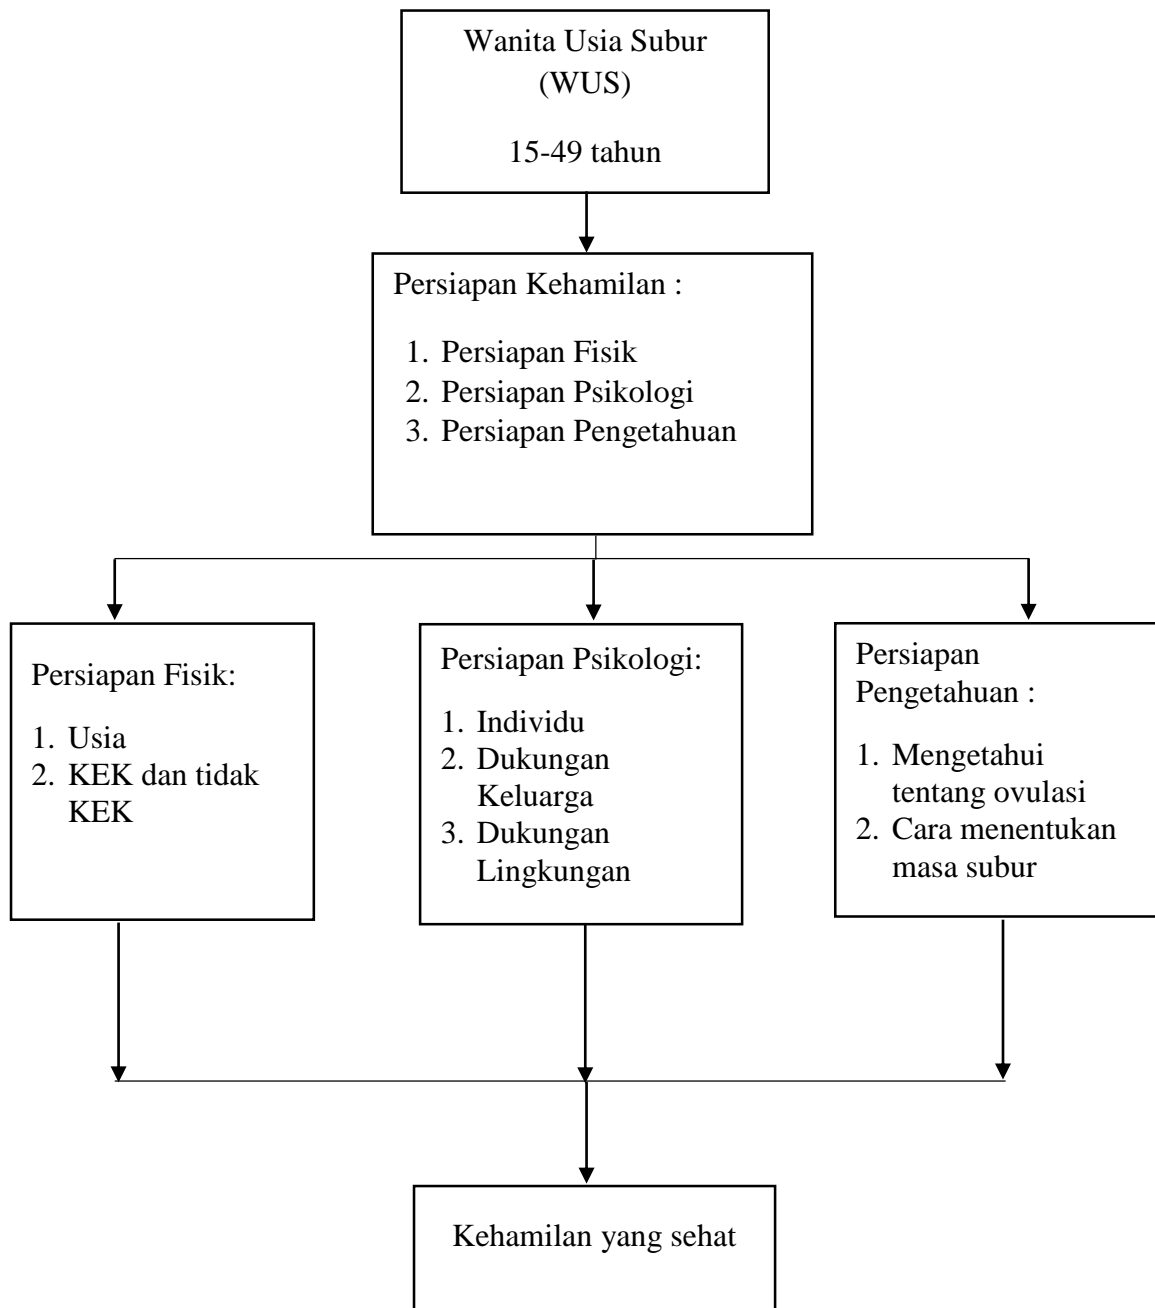 Wanita Usia Subur
(WUS)
15-49 tahun
Persiapan Kehamilan :
1. Persiapan Fisik
2. Persiapan Psikologi
3. Persiapan Pengetahuan
Persiapan Fisik:
1. Usia
2. KEK dan tidak
KEK
Persiapan Psikologi:
1. Individu
2. Dukungan
Keluarga
3. Dukungan
Lingkungan
Persiapan
Pengetahuan :
1. Mengetahui
tentang ovulasi
2. Cara menentukan
masa subur
Kehamilan yang sehat